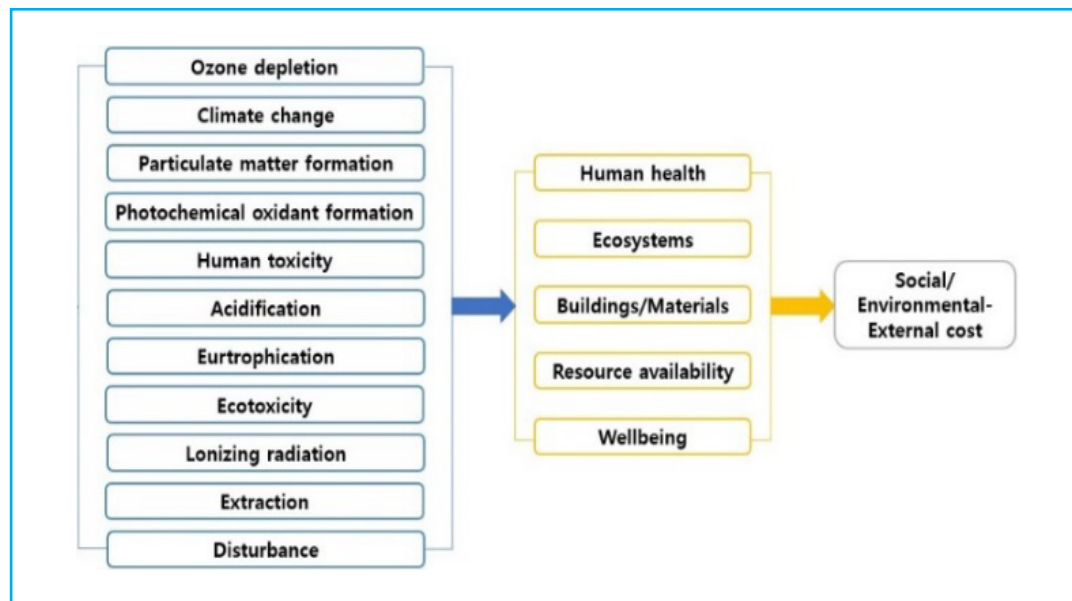 Ozone depletion
Climate change
Particulate matter formation
Photochemical oxidant formation
Human toxicity
Acidification
Eurtrophication
Ecotoxicity
Lonizing radiation
Extraction
Disturbance
Human health
Ecosystems
Buildings/Materials
Resource availability
Wellbeing
Social/
Environmental-
External cost